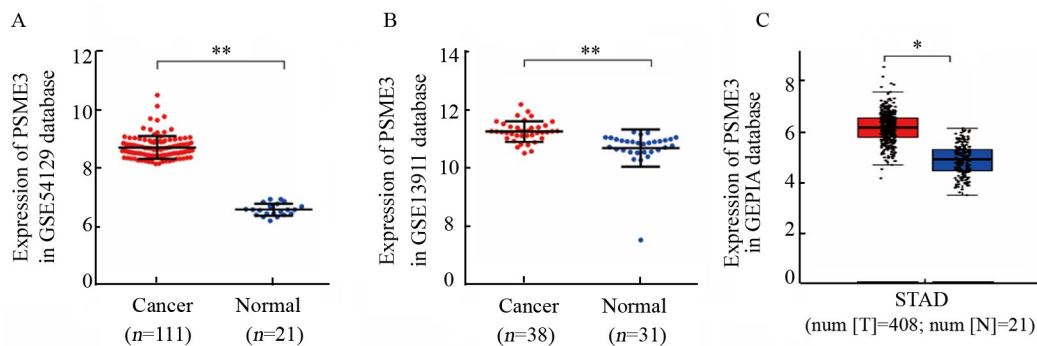 A
Expression of PSME3
in GSE54129 database
12
10
8
6
0
**
Cancer
Normal
(n=111)
(n=21)
B
Expression of PSME3
in GSE13911 database
14
12
10
8
0
**
Cancer
Normal
(n=38)
(n=31)
C
Expression of PSME3
in GEPIA database
8
6
4
2
0
*
STAD
(num [T]=408; num [N]=21)